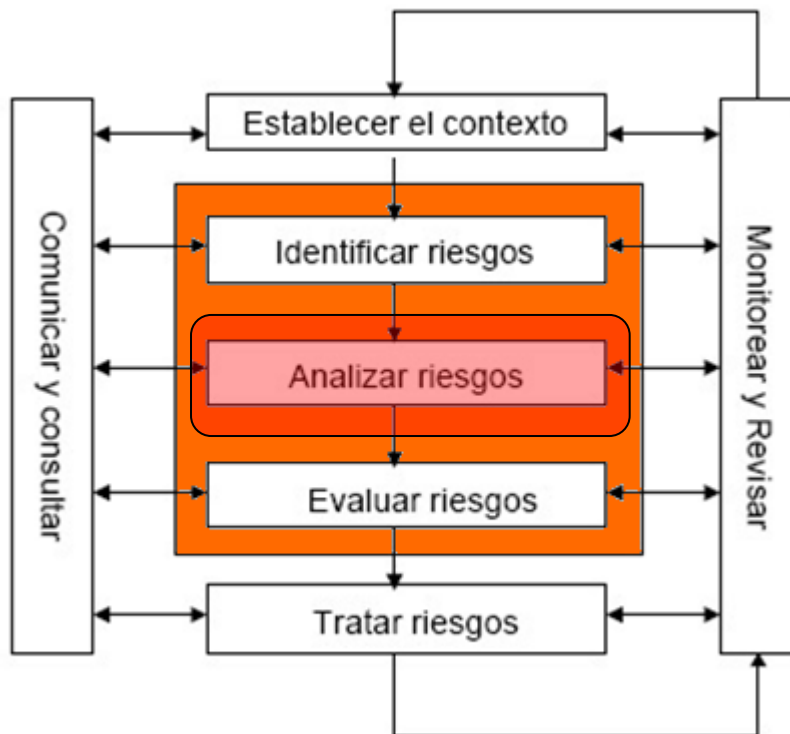 Establecer el contexto
Comunicar y consultar
Identificar riesgos
Analizar riesgos
Evaluar riesgos
Tratar riesgos
Monitorear y Revisar